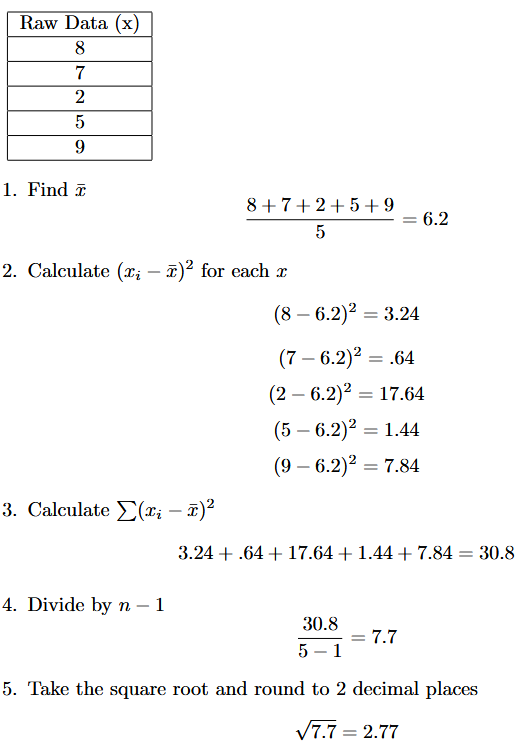 Raw Data (x)
8
7
2
5
9
1. Find x̄
$\frac{8+7+2+5+9}{5} = 6.2$
2. Calculate $(x_i - \bar{x})^2$ for each $x$
$(8 - 6.2)^2 = 3.24$
$(7 - 6.2)^2 = .64$
$(2 - 6.2)^2 = 17.64$
$(5 - 6.2)^2 = 1.44$
$(9 - 6.2)^2 = 7.84$
3. Calculate $\sum(x_i - \bar{x})^2$
$3.24 + .64 + 17.64 + 1.44 + 7.84 = 30.8$
4. Divide by $n - 1$
$\frac{30.8}{5-1} = 7.7$
5. Take the square root and round to 2 decimal places
$\sqrt{7.7} = 2.77$